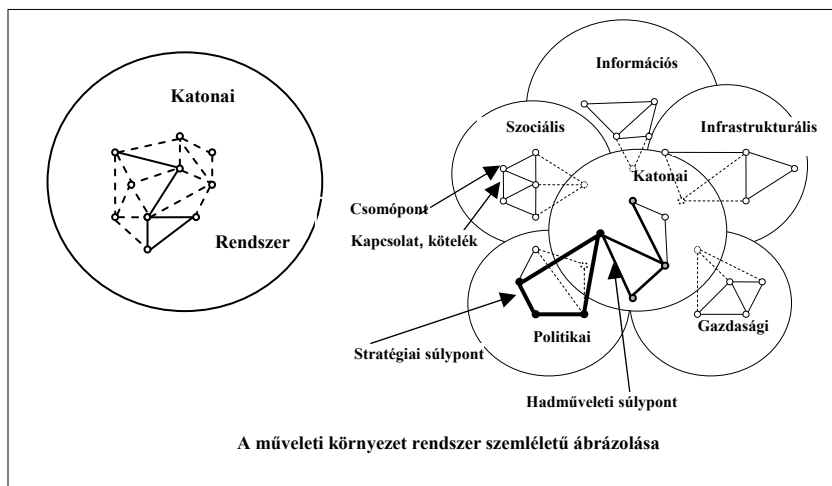 Katonai
Rendszer
Információs
Szociális
Infrastrukturális
Katonai
Csomópont
Kapcsolat, kötelék
Politikai
Gazdasági
Stratégiai súlypont
Hadműveleti súlypont
A műveleti környezet rendszer szemléletű ábrázolása